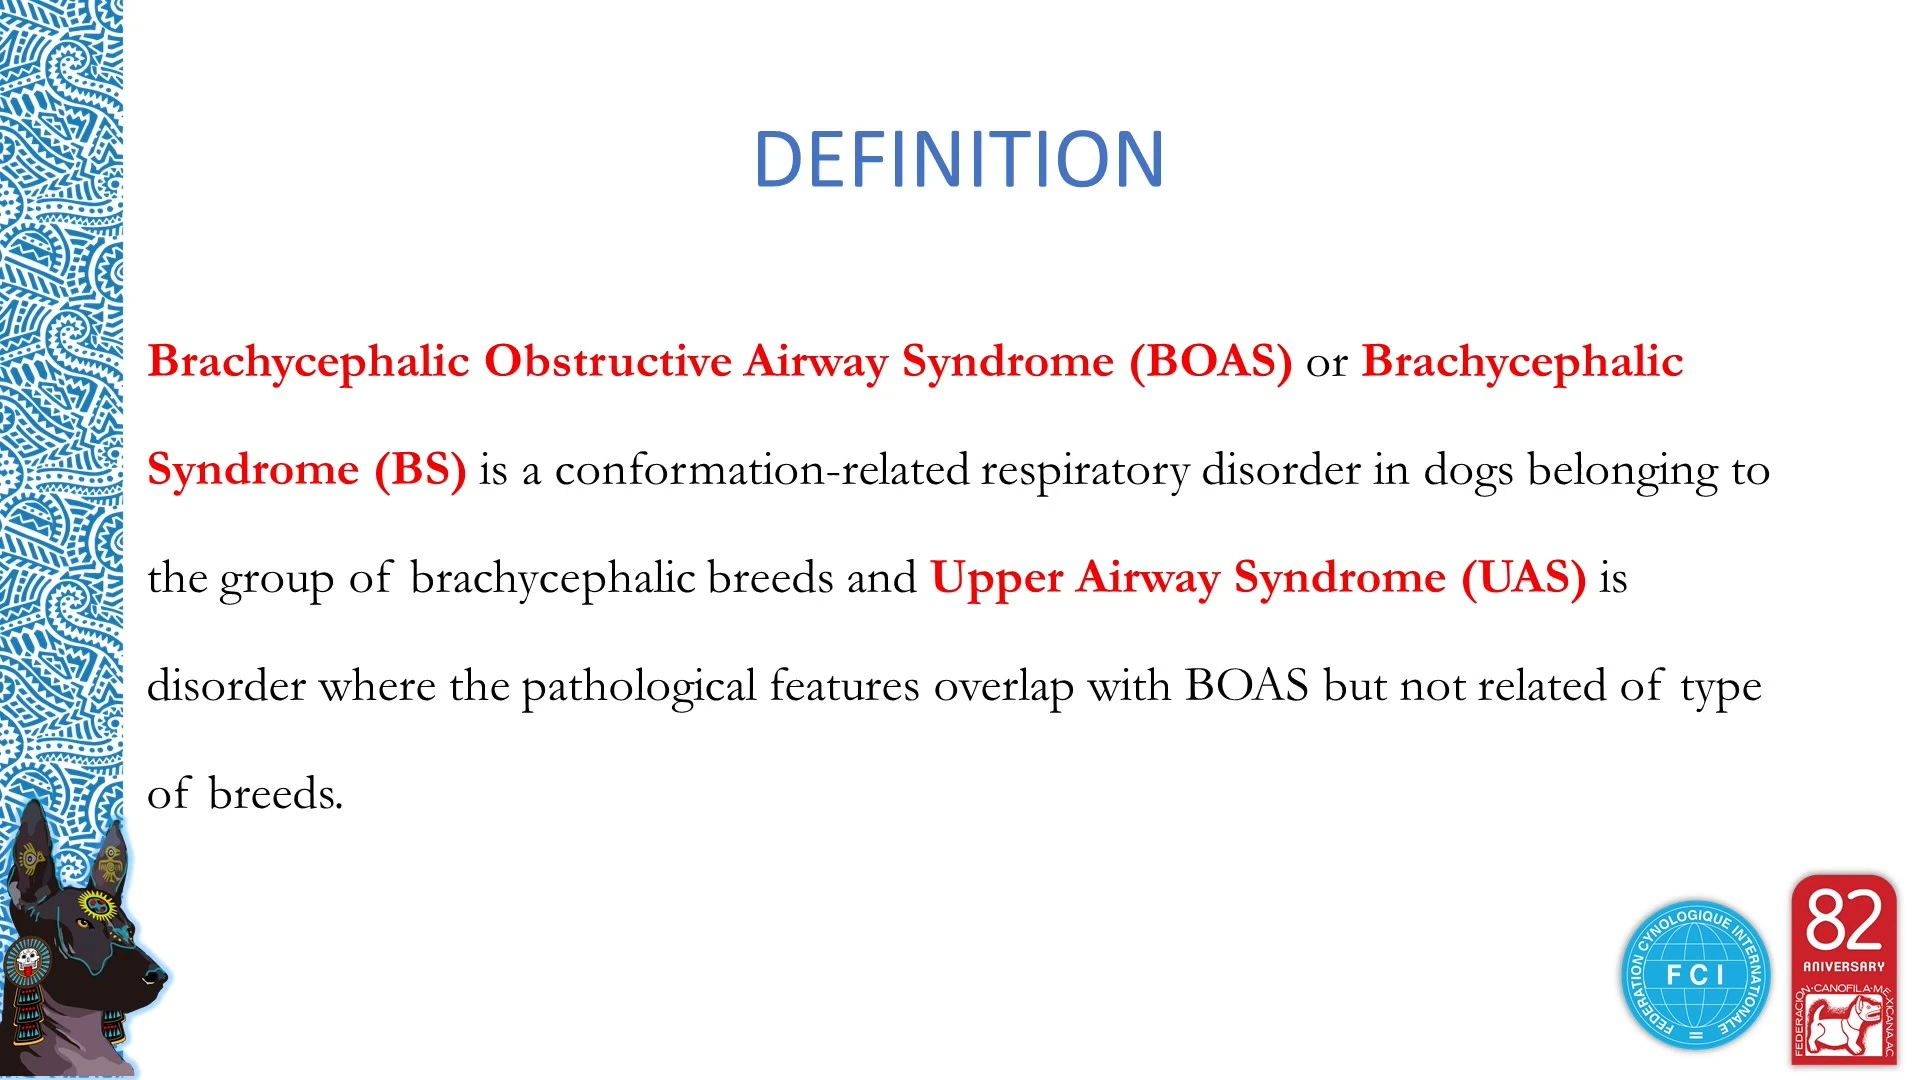 DEFINITION
Brachycephalic Obstructive Airway Syndrome (BOAS) or Brachycephalic
Syndrome (BS) is a conformation-related respiratory disorder in dogs belonging to
the group of brachycephalic breeds and Upper Airway Syndrome (UAS) is
disorder where the pathological features overlap with BOAS but not related of type
of breeds.
FEDERATION CYNOLOGIQUE INTERNATIONALE
FCI
82
ANIVERSARY
FEDERACION·CANOFILA·MEXICANA,AC